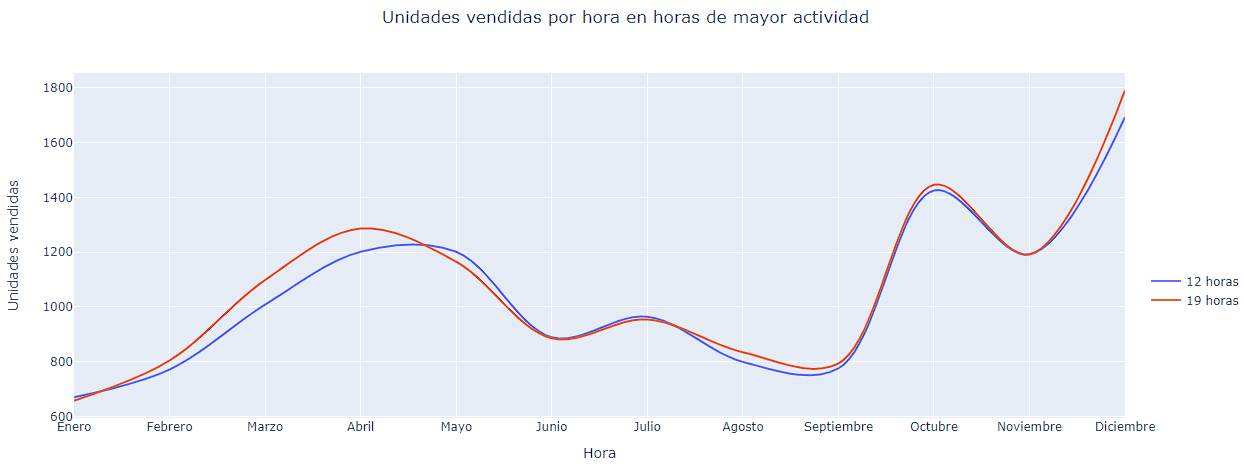 Unidades vendidas por hora en horas de mayor actividad
Unidades vendidas
1800
1600
1400
1200
1000
800
600
Enero Febrero Marzo Abril Mayo Junio Julio Agosto Septiembre Octubre Noviembre Diciembre
Hora
12 horas
19 horas